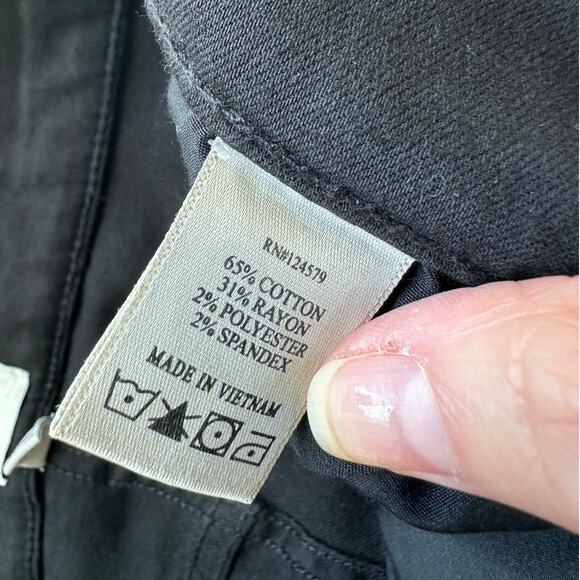 RN#124579
65% COTTON
31% RAYON
2% POLYESTER
2% SPANDEX
MADE IN VIETNAM